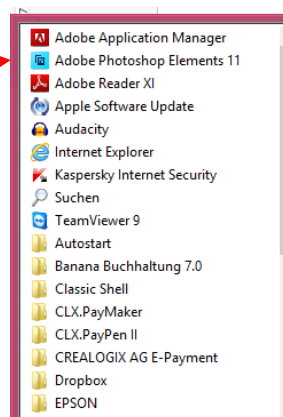 Adobe Application Manager
Adobe Photoshop Elements 11
Adobe Reader XI
Apple Software Update
Audacity
Internet Explorer
Kaspersky Internet Security
Suchen
TeamViewer 9
Autostart
Banana Buchhaltung 7.0
Classic Shell
CLX.PayMaker
CLX.PayPen II
CREALOGIX AG E-Payment
Dropbox
EPSON